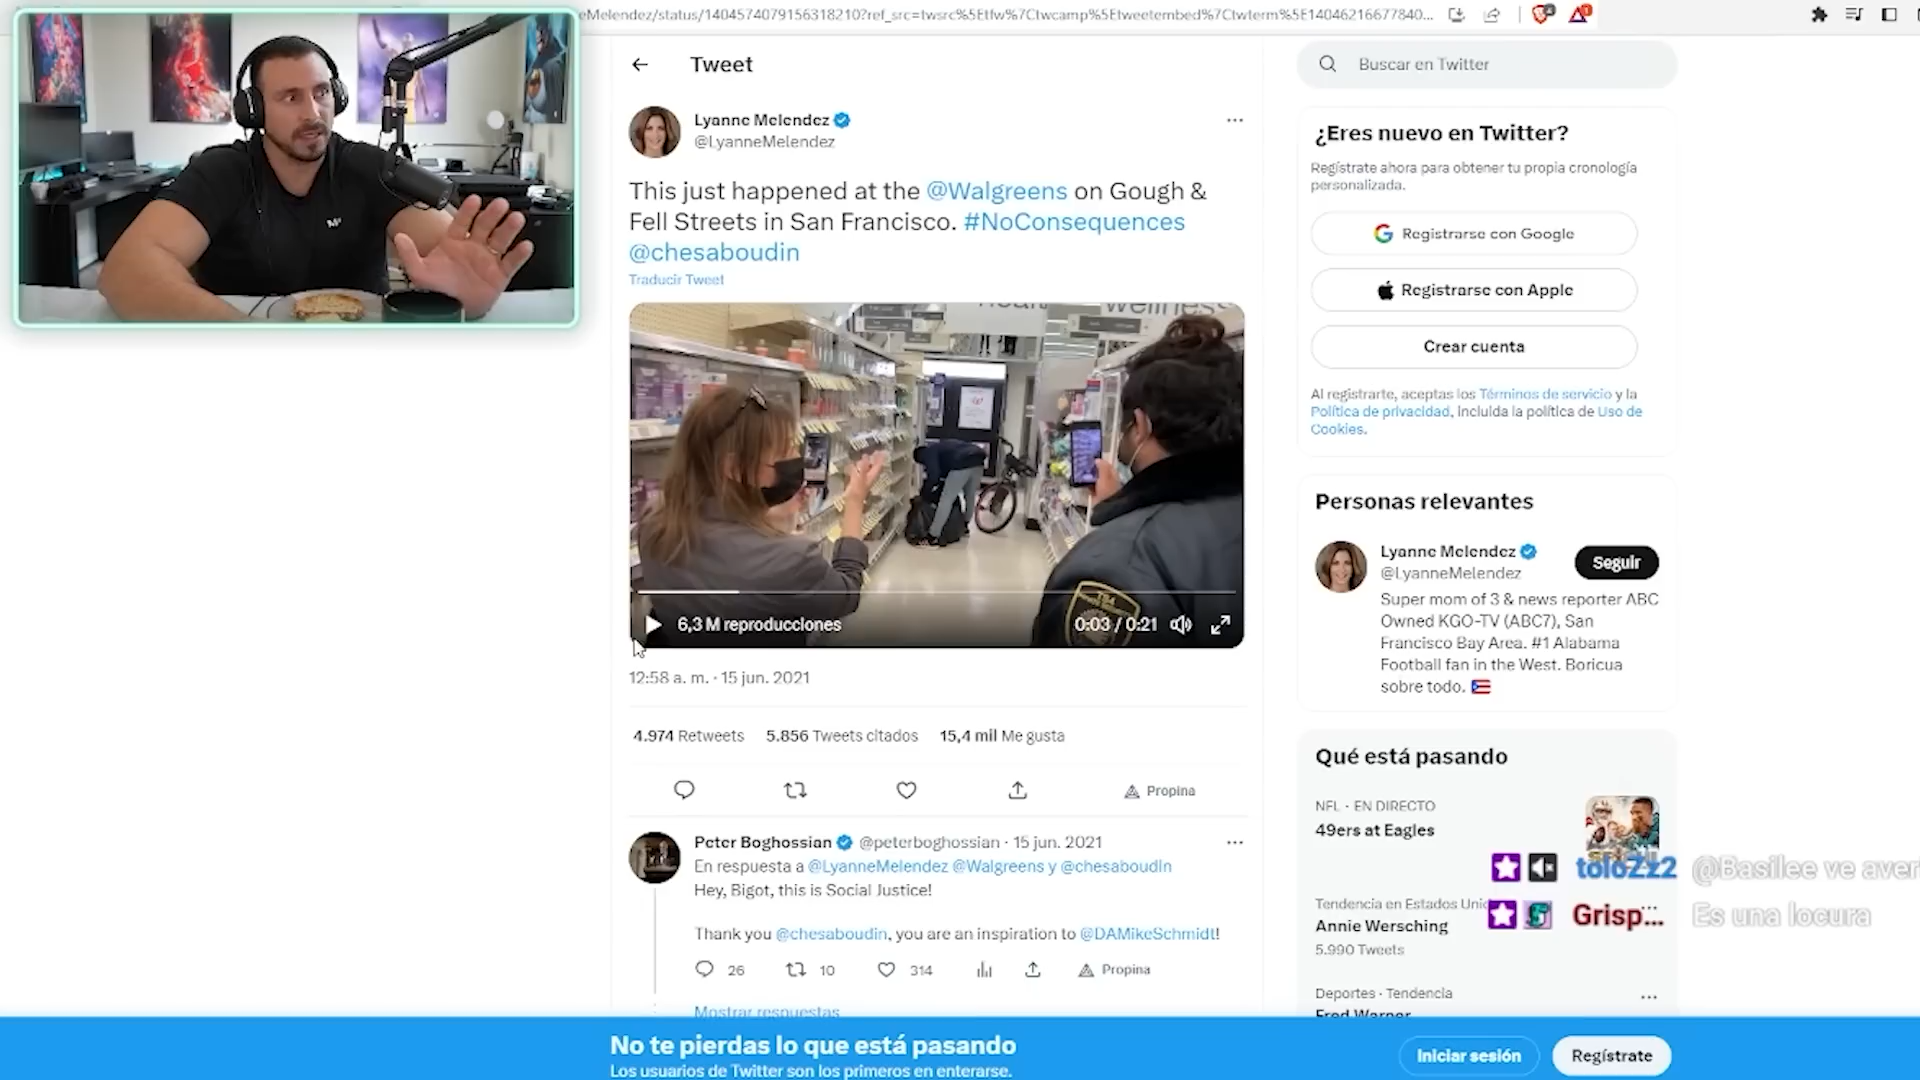 eMelendez/status/1404574079156318210?ref_src=twsrc%5Etfw%7Ctwcamp%5Etweetembed%7Ctwterm%5E14046216677840...
Tweet
Lyanne Melendez
@LyanneMelendez
This just happened at the @Walgreens on Gough &
Fell Streets in San Francisco. #NoConsequences
@chesaboudin
Traducir Tweet
wellness
6,3 M reproducciones
0:03 / 0:21
12:58 a. m. · 15 jun. 2021
4.974 Retweets 5.856 Tweets citados 15,4 mil Me gusta
Propina
Peter Boghossian @peterboghossian · 15 jun. 2021
En respuesta a @LyanneMelendez @Walgreens y @chesaboudin
Hey, Bigot, this is Social Justice!
Thank you @chesaboudin, you are an inspiration to @DAMikeSchmidt!
26 10 314 Propina
Mostrar respuestas
Buscar en Twitter
¿Eres nuevo en Twitter?
Regístrate ahora para obtener tu propia cronología
personalizada.
Registrarse con Google
Registrarse con Apple
Crear cuenta
Al registrarte, aceptas los Términos de servicio y la
Política de privacidad, incluida la política de Uso de
Cookies.
Personas relevantes
Lyanne Melendez
@LyanneMelendez
Seguir
Super mom of 3 & news reporter ABC
Owned KGO-TV (ABC7), San
Francisco Bay Area. #1 Alabama
Football fan in the West. Boricua
sobre todo.
Qué está pasando
NFL · EN DIRECTO
49ers at Eagles
toloZz2 @Basilee ve aver
Tendencia en Estados Unid
Annie Wersching
5.990 Tweets
Grisp... Es una locura
Deportes · Tendencia
Fred Warner
No te pierdas lo que está pasando
Los usuarios de Twitter son los primeros en enterarse.
Iniciar sesión
Regístrate